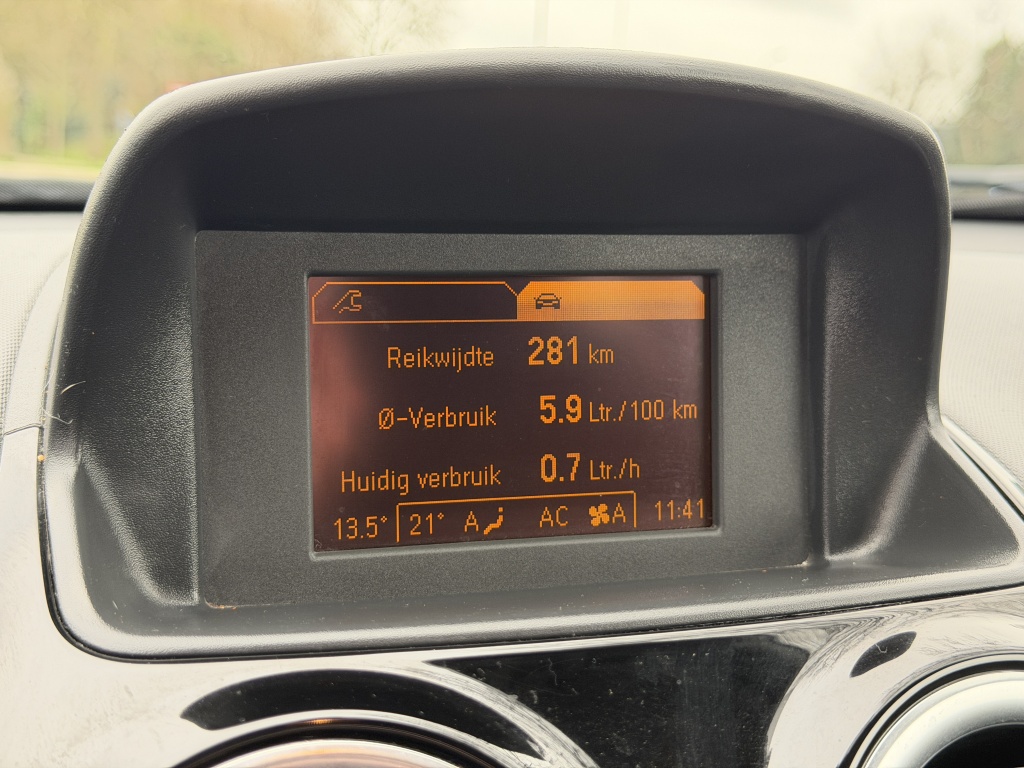 Reikwijdte 281 km
Ø-Verbruik 5.9 Ltr./100 km
Huidig verbruik 0.7 Ltr./h
13.5° 21° A AC A 11:41